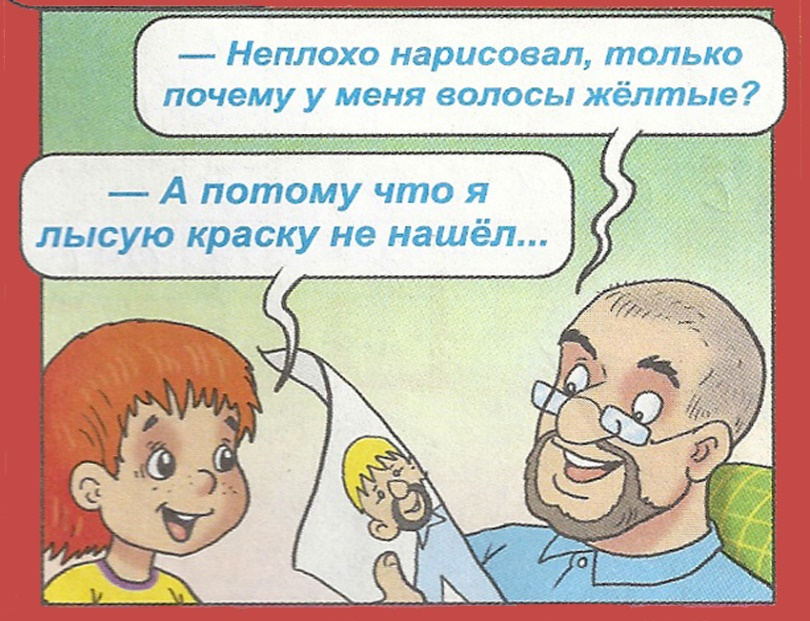 — Неплохо нарисовал, только
почему у меня волосы жёлтые?
— А потому что я
лысую краску не нашёл...